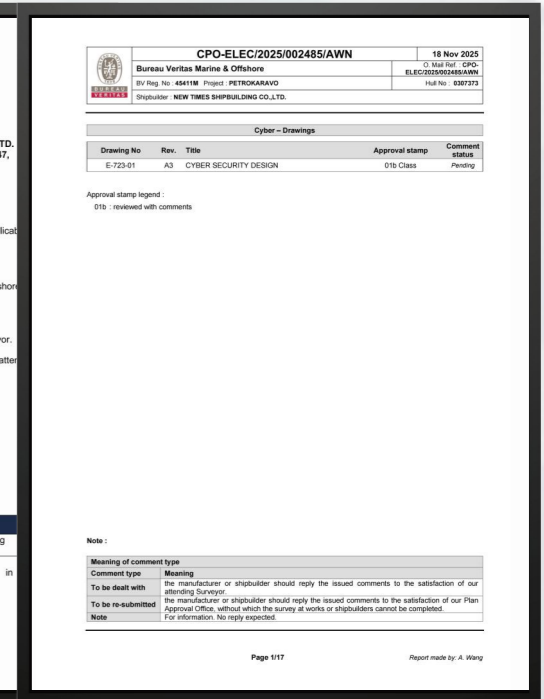 TD.
37,
licat
shore
vor.
atter
g
in
CPO-ELEC/2025/002485/AWN
18 Nov 2025
BUREAU
VERITAS
Bureau Veritas Marine & Offshore
O. Mail Ref. : CPO-
ELEC/2025/002485/AWN
BV Reg. No : 45411M Project : PETROKARAVO
Hull No : 0307373
Shipbuilder : NEW TIMES SHIPBUILDING CO.,LTD.
Cyber – Drawings
Drawing No Rev. Title Approval stamp Comment status
E-723-01 A3 CYBER SECURITY DESIGN 01b Class Pending
Approval stamp legend :
01b : reviewed with comments
Note :
Meaning of comment type
Comment type Meaning
To be dealt with the manufacturer or shipbuilder should reply the issued comments to the satisfaction of our
attending Surveyor.
To be re-submitted the manufacturer or shipbuilder should reply the issued comments to the satisfaction of our Plan
Approval Office, without which the survey at works or shipbuilders cannot be completed.
Note For information. No reply expected.
Page 1/17
Report made by: A. Wang